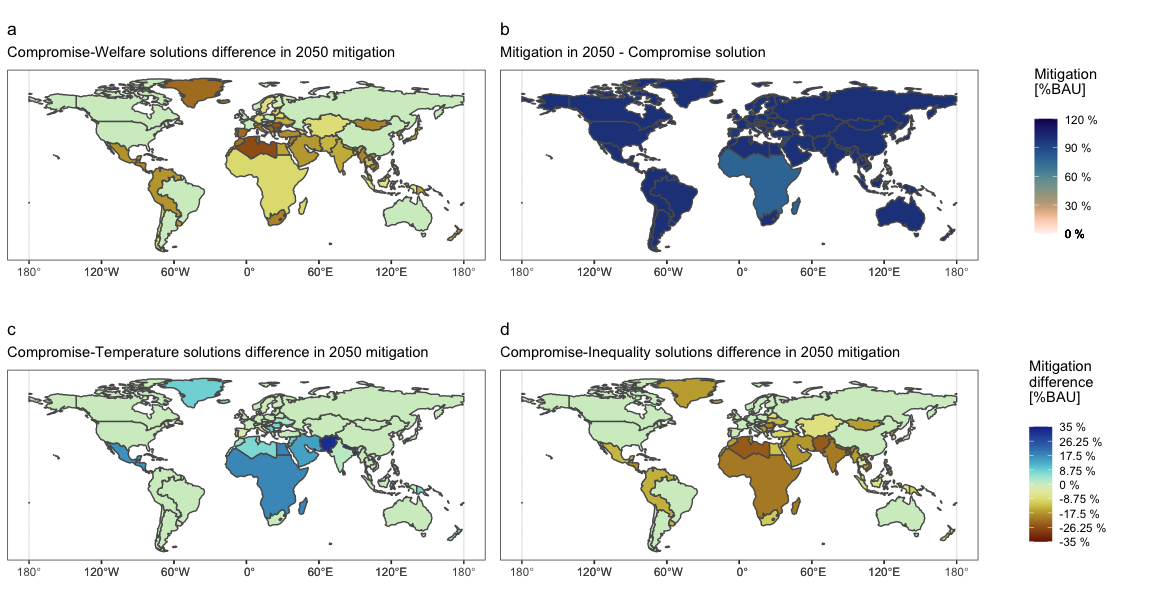 a
Compromise-Welfare solutions difference in 2050 mitigation
180° 120°W 60°W 0° 60°E 120°E 180°
b
Mitigation in 2050 - Compromise solution
180° 120°W 60°W 0° 60°E 120°E 180°
Mitigation
[%BAU]
120 %
90 %
60 %
30 %
0 %
c
Compromise-Temperature solutions difference in 2050 mitigation
180° 120°W 60°W 0° 60°E 120°E 180°
d
Compromise-Inequality solutions difference in 2050 mitigation
180° 120°W 60°W 0° 60°E 120°E 180°
Mitigation
difference
[%BAU]
35 %
26.25 %
17.5 %
8.75 %
0 %
-8.75 %
-17.5 %
-26.25 %
-35 %